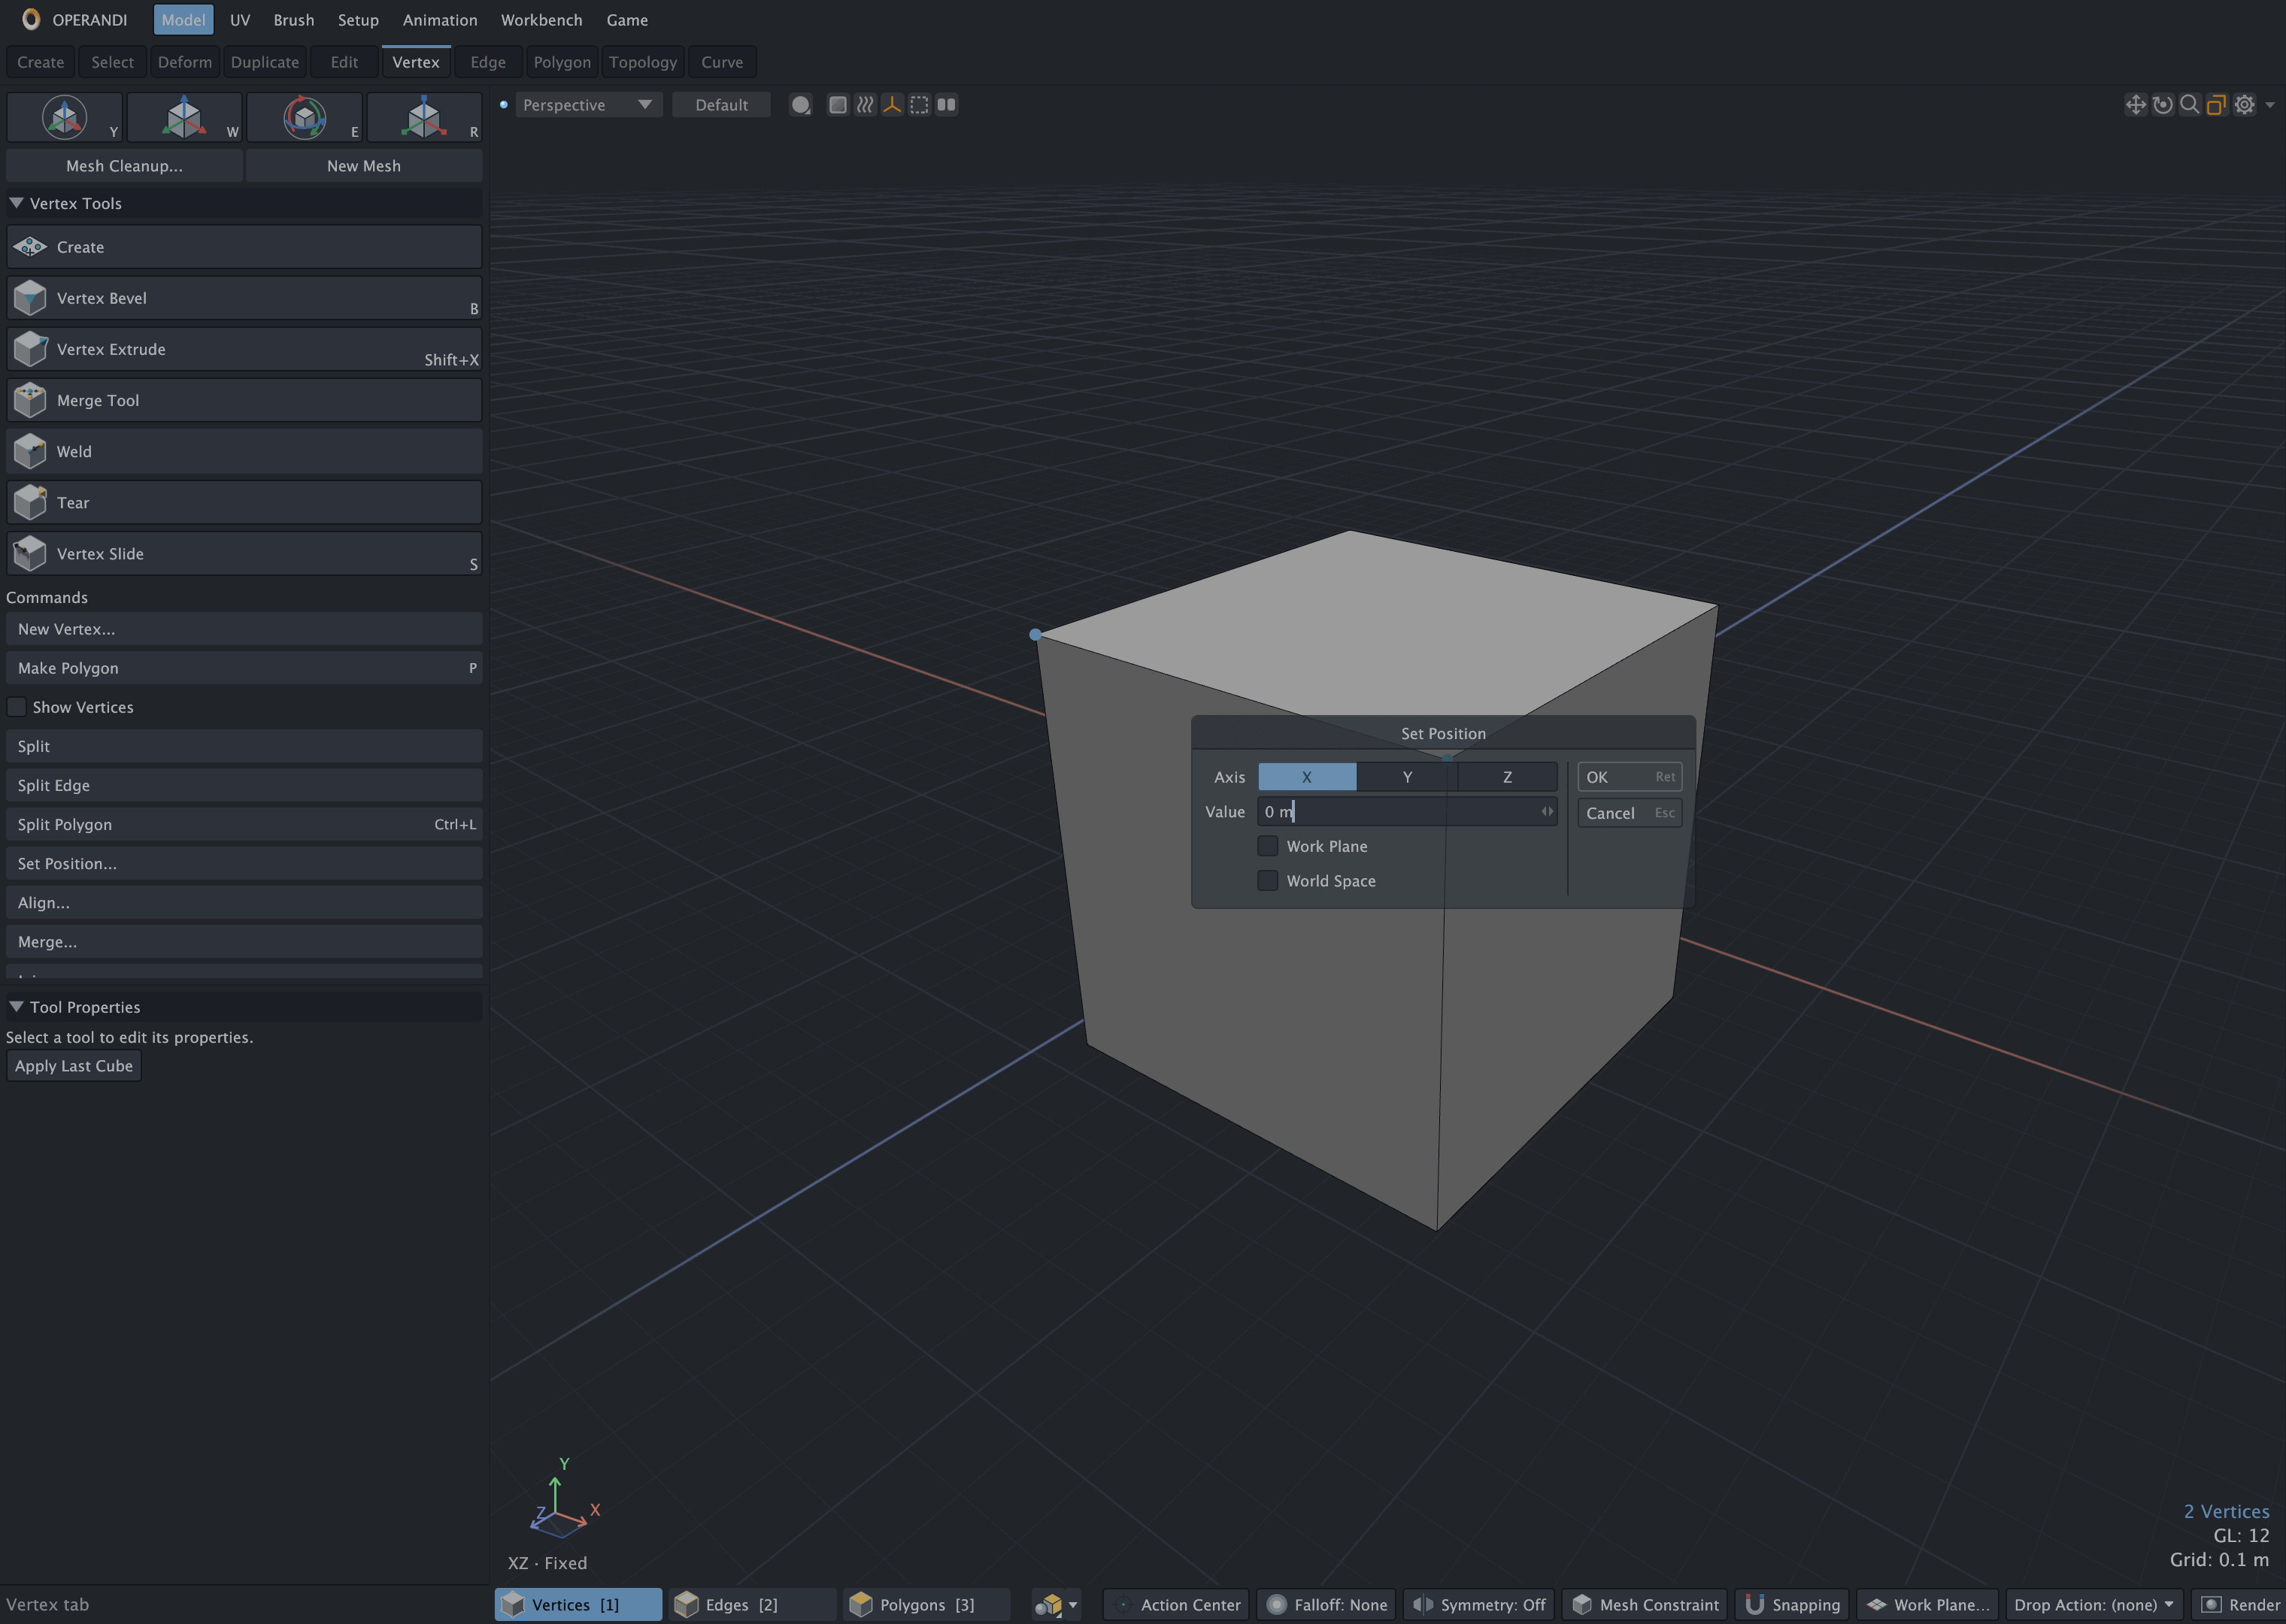 OPERANDI Model UV Brush Setup Animation Workbench Game
Create Select Deform Duplicate Edit Vertex Edge Polygon Topology Curve
Y W E R
Perspective Default
Mesh Cleanup... New Mesh
Vertex Tools
Create
Vertex Bevel B
Vertex Extrude Shift+X
Merge Tool
Weld
Tear
Vertex Slide S
Commands
New Vertex...
Make Polygon P
Show Vertices
Split
Split Edge
Split Polygon Ctrl+L
Set Position...
Align...
Merge...
Tool Properties
Select a tool to edit its properties.
Apply Last Cube
Set Position
Axis X Y Z OK Ret
Value 0 m Cancel Esc
Work Plane
World Space
Y
Z X
XZ · Fixed
2 Vertices
GL: 12
Grid: 0.1 m
Vertex tab Vertices [1] Edges [2] Polygons [3] Action Center Falloff: None Symmetry: Off Mesh Constraint Snapping Work Plane... Drop Action: (none) Render